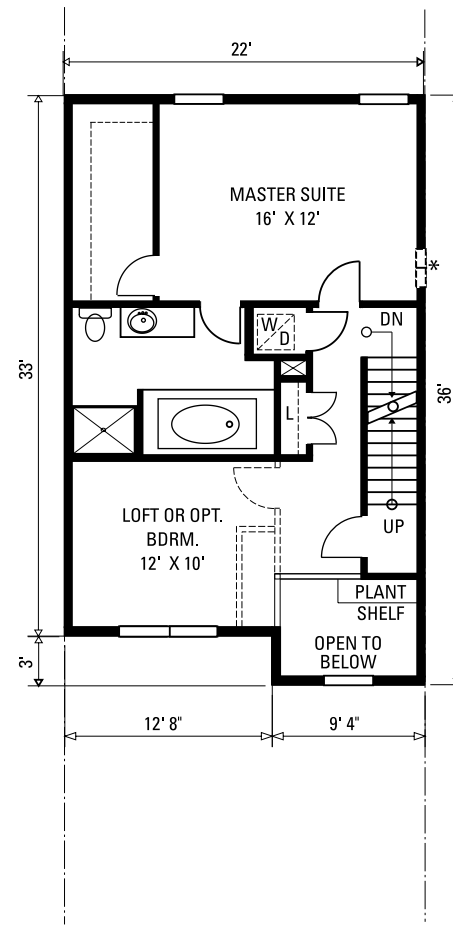 22'
MASTER SUITE
16' X 12'
*
W
D
DN
33'
36'
L
LOFT OR OPT.
BDRM.
12' X 10'
UP
PLANT
SHELF
OPEN TO
BELOW
3'
12' 8"
9' 4"